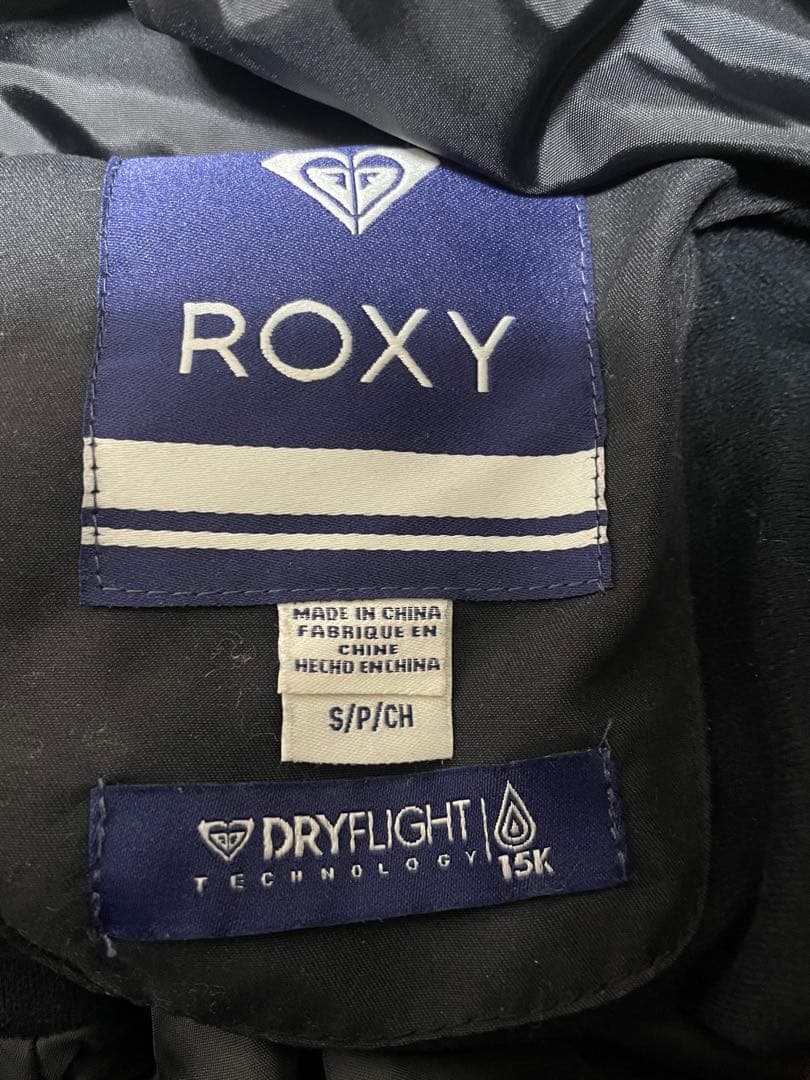 ROXY
MADE IN CHINA
FABRIQUE EN
CHINE
HECHO EN CHINA
S/P/CH
DRYFLIGHT
TECHNOLOGY
15K